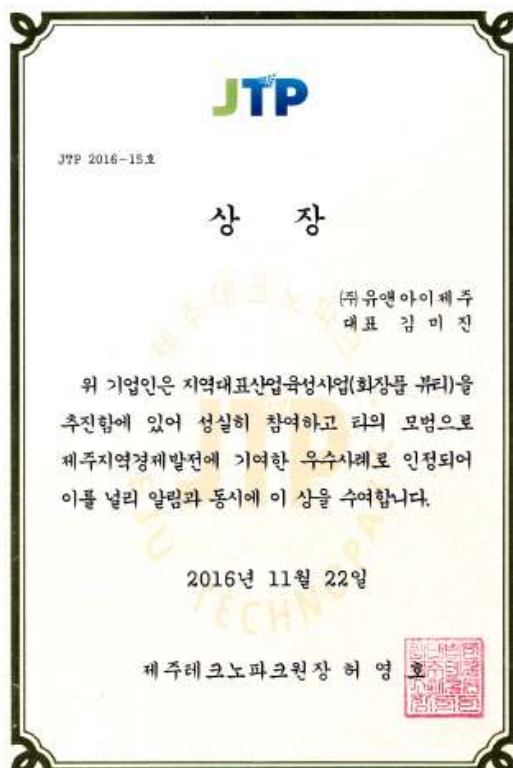 JTP
JTP 2016-15호
상 장
(주)유앤아이제주
대표 김미진
위 기업인은 지역대표산업육성사업(화장품 뷰티)을
추진함에 있어 성실히 참여하고 타의 모범으로
제주지역경제발전에 기여한 우수사례로 인정되어
이를 널리 알림과 동시에 이 상을 수여합니다.
2016년 11월 22일
제주테크노파크원장 허영호